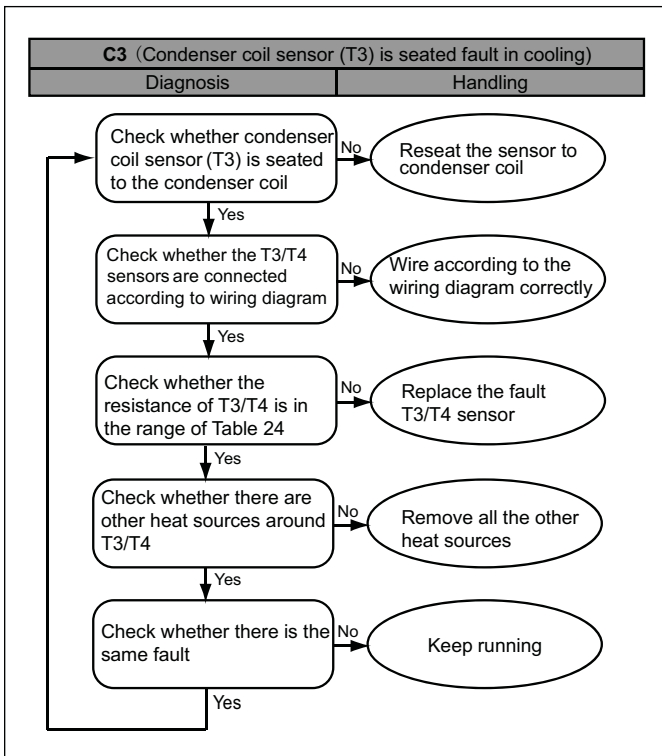 C3 (Condenser coil sensor (T3) is seated fault in cooling)
Diagnosis
Handling
Check whether condenser
coil sensor (T3) is seated
to the condenser coil
No
Reseat the sensor to
condenser coil
Yes
Check whether the T3/T4
sensors are connected
according to wiring diagram
No
Wire according to the
wiring diagram correctly
Yes
Check whether the
resistance of T3/T4 is in
the range of Table 24
No
Replace the fault
T3/T4 sensor
Yes
Check whether there are
other heat sources around
T3/T4
No
Remove all the other
heat sources
Yes
Check whether there is the
same fault
No
Keep running
Yes